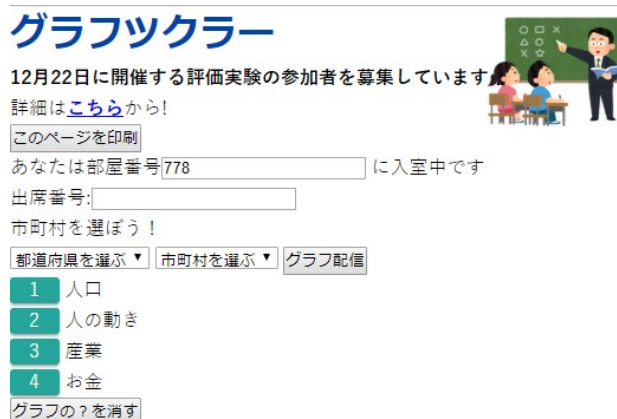 グラフツクラー
12月22日に開催する評価実験の参加者を募集しています
詳細はこちらから!
このページを印刷
あなたは部屋番号778 に入室中です
出席番号:
市町村を選ぼう！
都道府県を選ぶ▼ 市町村を選ぶ▼ グラフ配信
1 人口
2 人の動き
3 産業
4 お金
グラフの？を消す